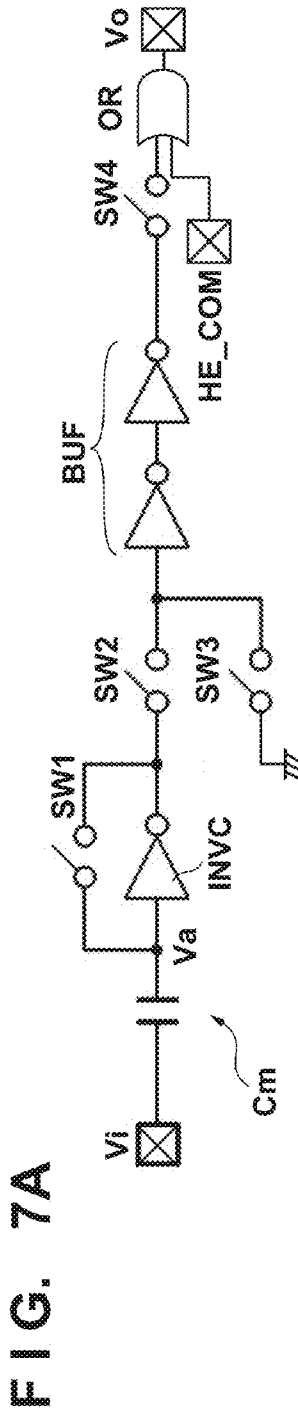 FIG. 7A
Vi
Cm
Va
SW1
INVC
SW2
SW3
BUF
SW4
HE_COM
OR
Vo